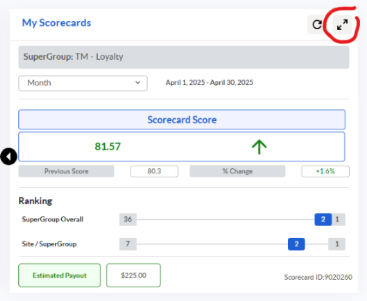 My Scorecards
SuperGroup: TM - Loyalty
Month April 1, 2025 - April 30, 2025
Scorecard Score
81.57
Previous Score 80.3 % Change +1.6%
Ranking
SuperGroup Overall 36 2 1
Site / SuperGroup 7 2 1
Estimated Payout $225.00 Scorecard ID:9020260